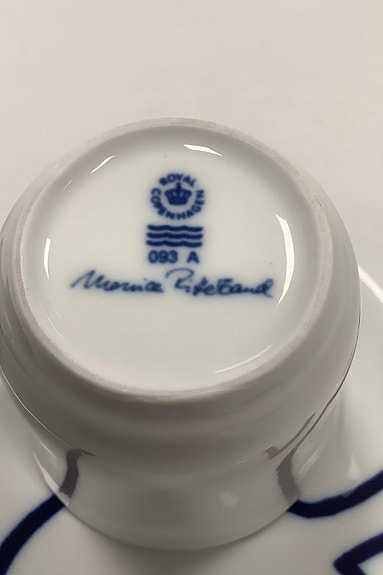 ROYAL
COPENHAGEN
093 A
Monica Ritterband